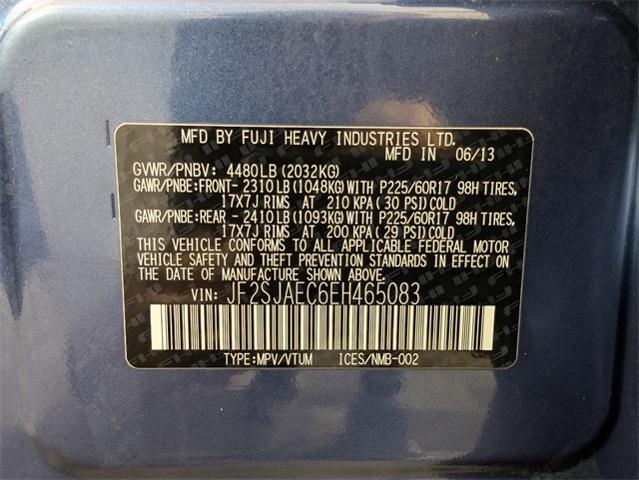 MFD BY FUJI HEAVY INDUSTRIES LTD.
MFD IN 06/13
GVWR/PNBV: 4480LB(2032KG)
GAWR/PNBE:FRONT- 2310LB(1048KG)WITH P225/60R17 98H TIRES,
17X7J RIMS AT 210 KPA(30 PSI)COLD
GAWR/PNBE:REAR - 2410LB(1093KG)WITH P225/60R17 98H TIRES,
17X7J RIMS AT 200 KPA(29 PSI)COLD
THIS VEHICLE CONFORMS TO ALL APPLICABLE FEDERAL MOTOR
VEHICLE SAFETY AND THEFT PREVENTION STANDARDS IN EFFECT ON
THE DATE OF MANUFACTURE SHOWN ABOVE.
VIN: JF2SJAEC6EH465083
TYPE:MPV/VTUM ICES/NMB-002